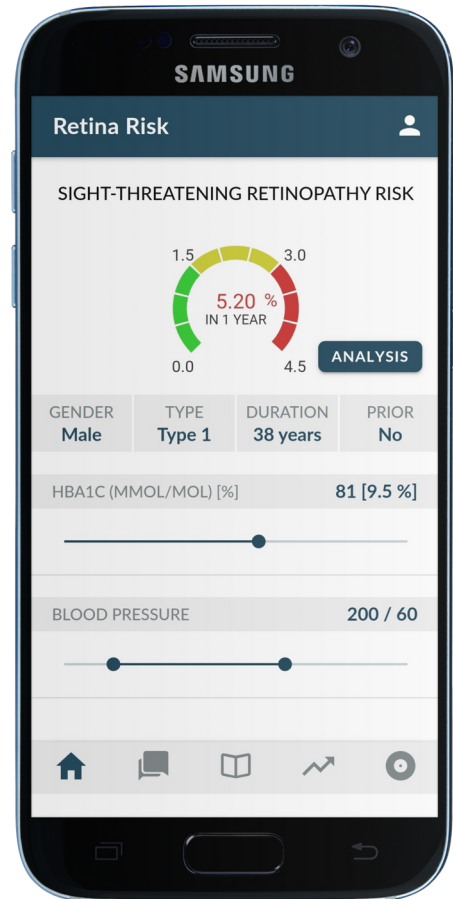 SAMSUNG
Retina Risk
SIGHT-THREATENING RETINOPATHY RISK
1.5 3.0
5.20 %
IN 1 YEAR
0.0 4.5
ANALYSIS
GENDER TYPE DURATION PRIOR
Male Type 1 38 years No
HBA1C (MMOL/MOL) [%] 81 [9.5 %]
BLOOD PRESSURE 200 / 60